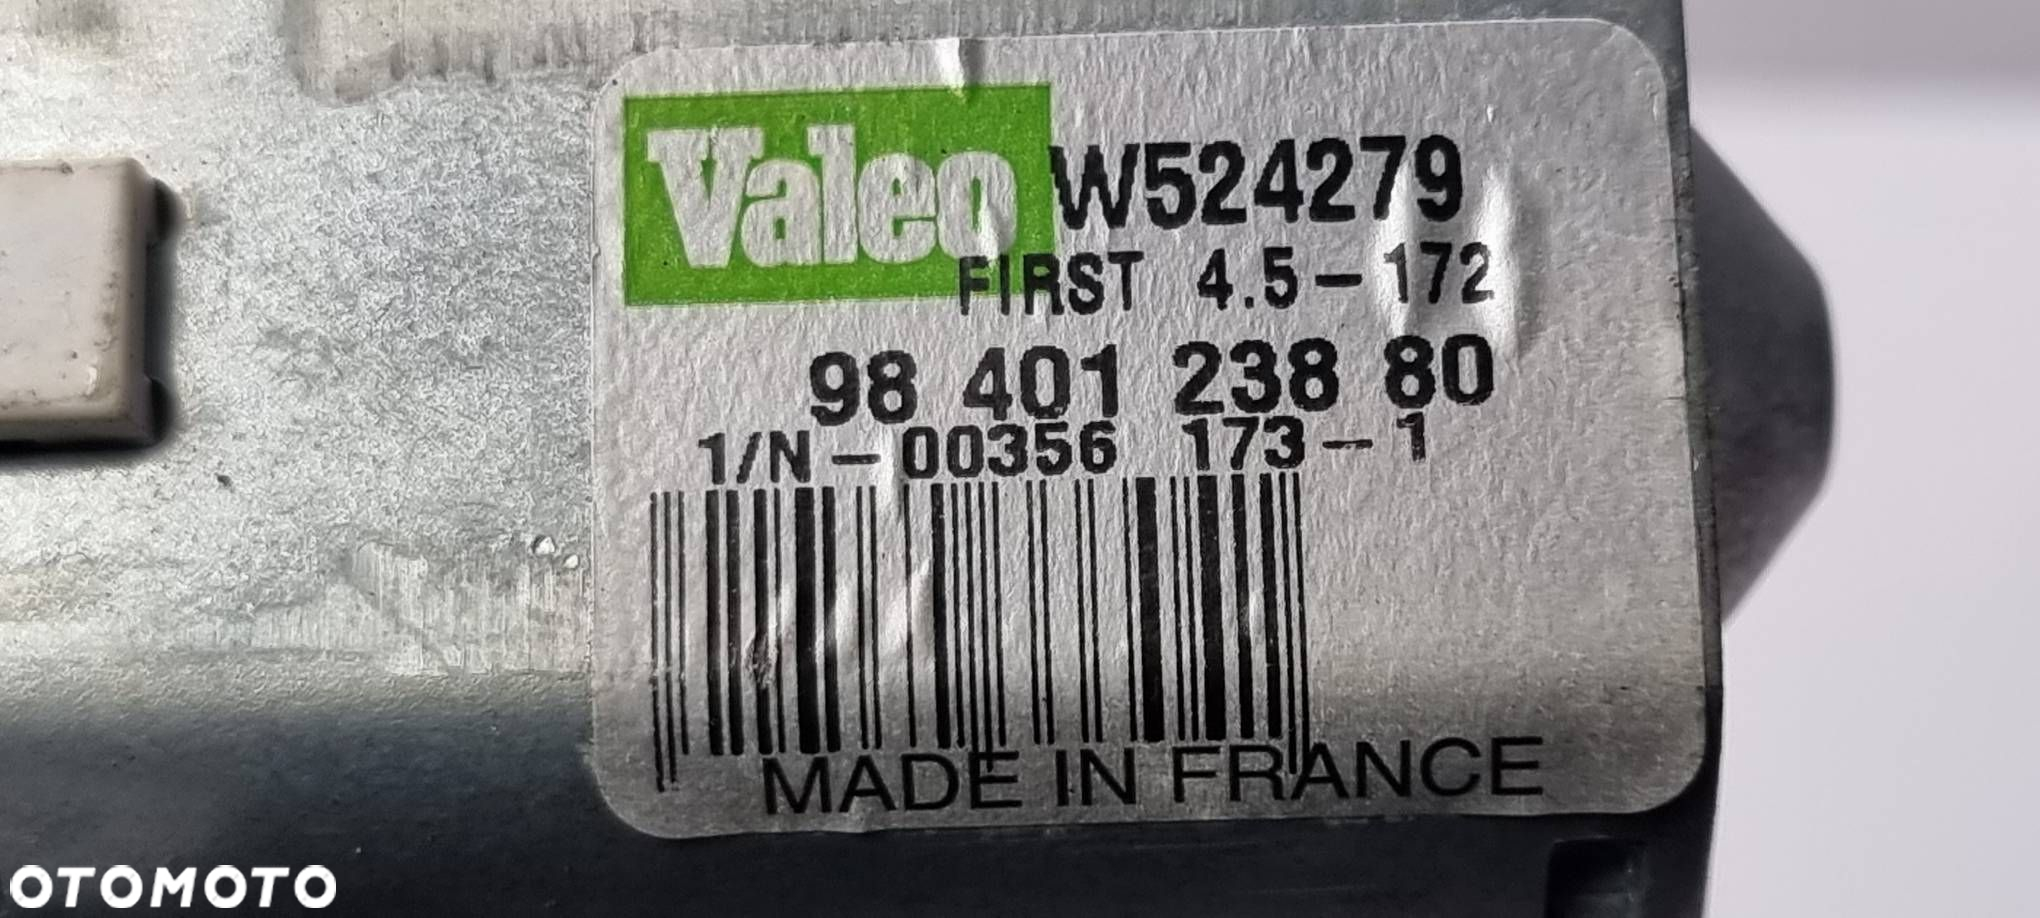 Valeo W524279
FIRST 4.5-172
98 401 238 80
1/N-00356 173-1
MADE IN FRANCE
OTOMOTO